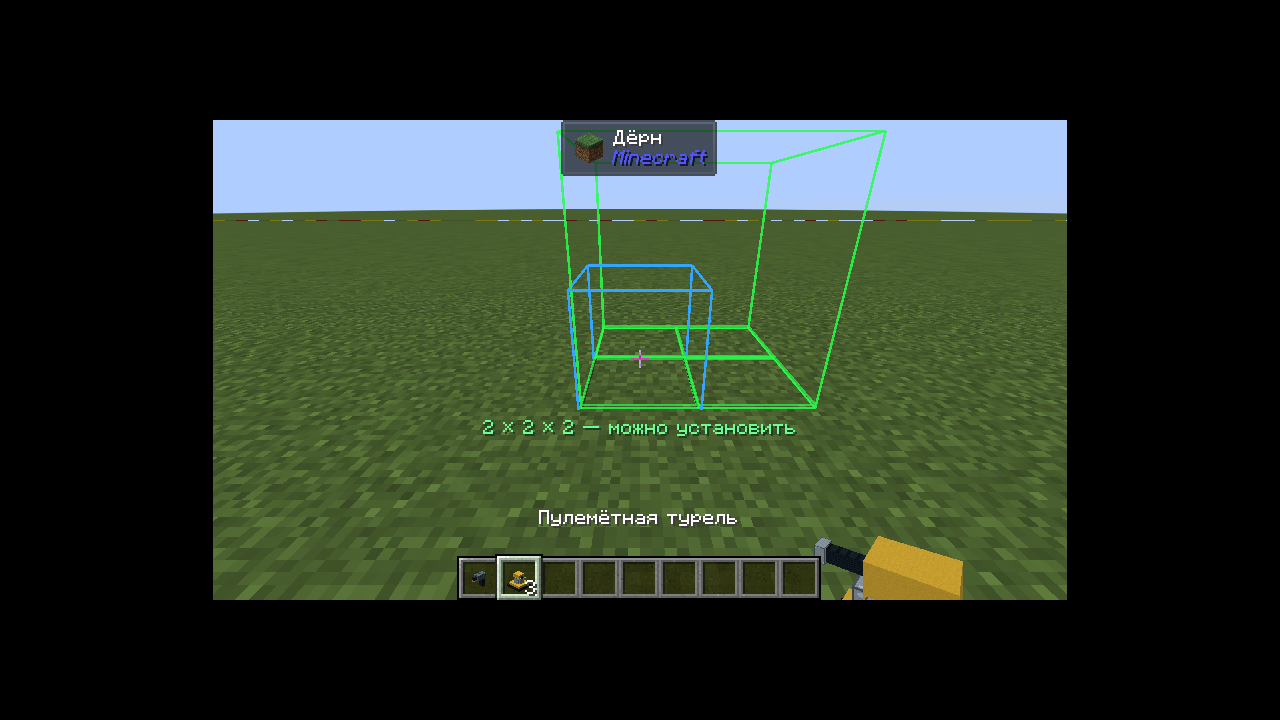 Дёрн
Minecraft
2 × 2 × 2 — можно установить
Пулемётная турель
3